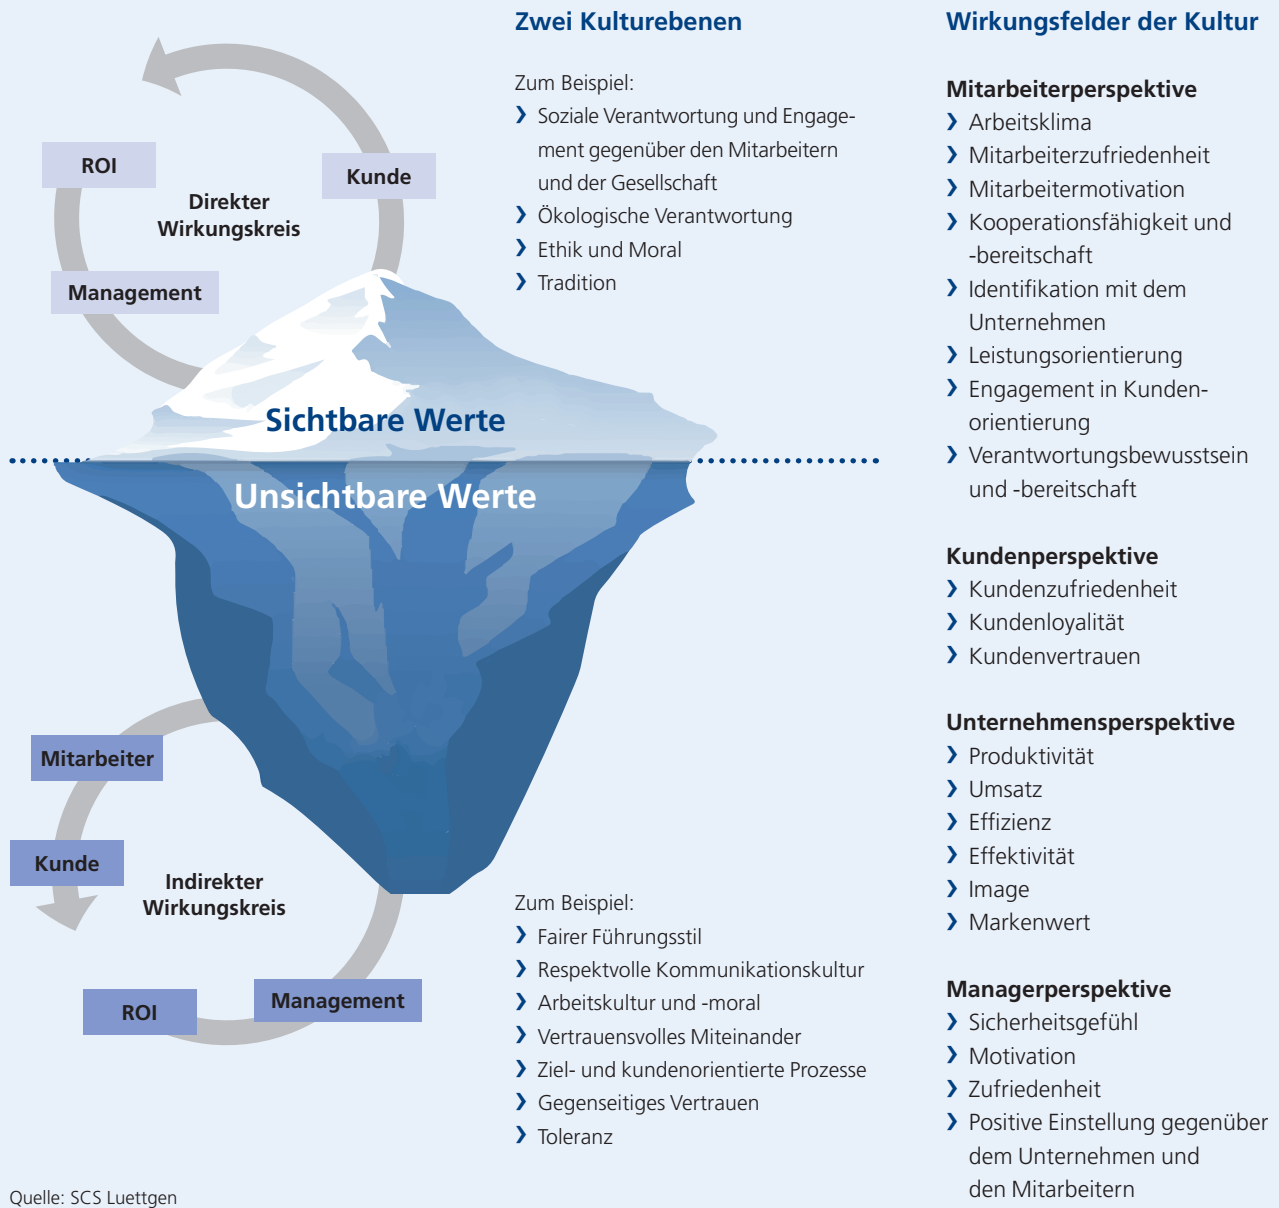 Zwei Kulturebenen
Zum Beispiel:
❯ Soziale Verantwortung und Engage-
ment gegenüber den Mitarbeitern
und der Gesellschaft
❯ Ökologische Verantwortung
❯ Ethik und Moral
❯ Tradition
ROI
Kunde
Direkter
Wirkungskreis
Management
Sichtbare Werte
Unsichtbare Werte
Mitarbeiter
Kunde
Indirekter
Wirkungskreis
ROI
Management
Zum Beispiel:
❯ Fairer Führungsstil
❯ Respektvolle Kommunikationskultur
❯ Arbeitskultur und -moral
❯ Vertrauensvolles Miteinander
❯ Ziel- und kundenorientierte Prozesse
❯ Gegenseitiges Vertrauen
❯ Toleranz
Wirkungsfelder der Kultur
Mitarbeiterperspektive
❯ Arbeitsklima
❯ Mitarbeiterzufriedenheit
❯ Mitarbeitermotivation
❯ Kooperationsfähigkeit und
-bereitschaft
❯ Identifikation mit dem
Unternehmen
❯ Leistungsorientierung
❯ Engagement in Kunden-
orientierung
❯ Verantwortungsbewusstsein
und -bereitschaft
Kundenperspektive
❯ Kundenzufriedenheit
❯ Kundenloyalität
❯ Kundenvertrauen
Unternehmensperspektive
❯ Produktivität
❯ Umsatz
❯ Effizienz
❯ Effektivität
❯ Image
❯ Markenwert
Managerperspektive
❯ Sicherheitsgefühl
❯ Motivation
❯ Zufriedenheit
❯ Positive Einstellung gegenüber
dem Unternehmen und
den Mitarbeitern
Quelle: SCS Luettgen